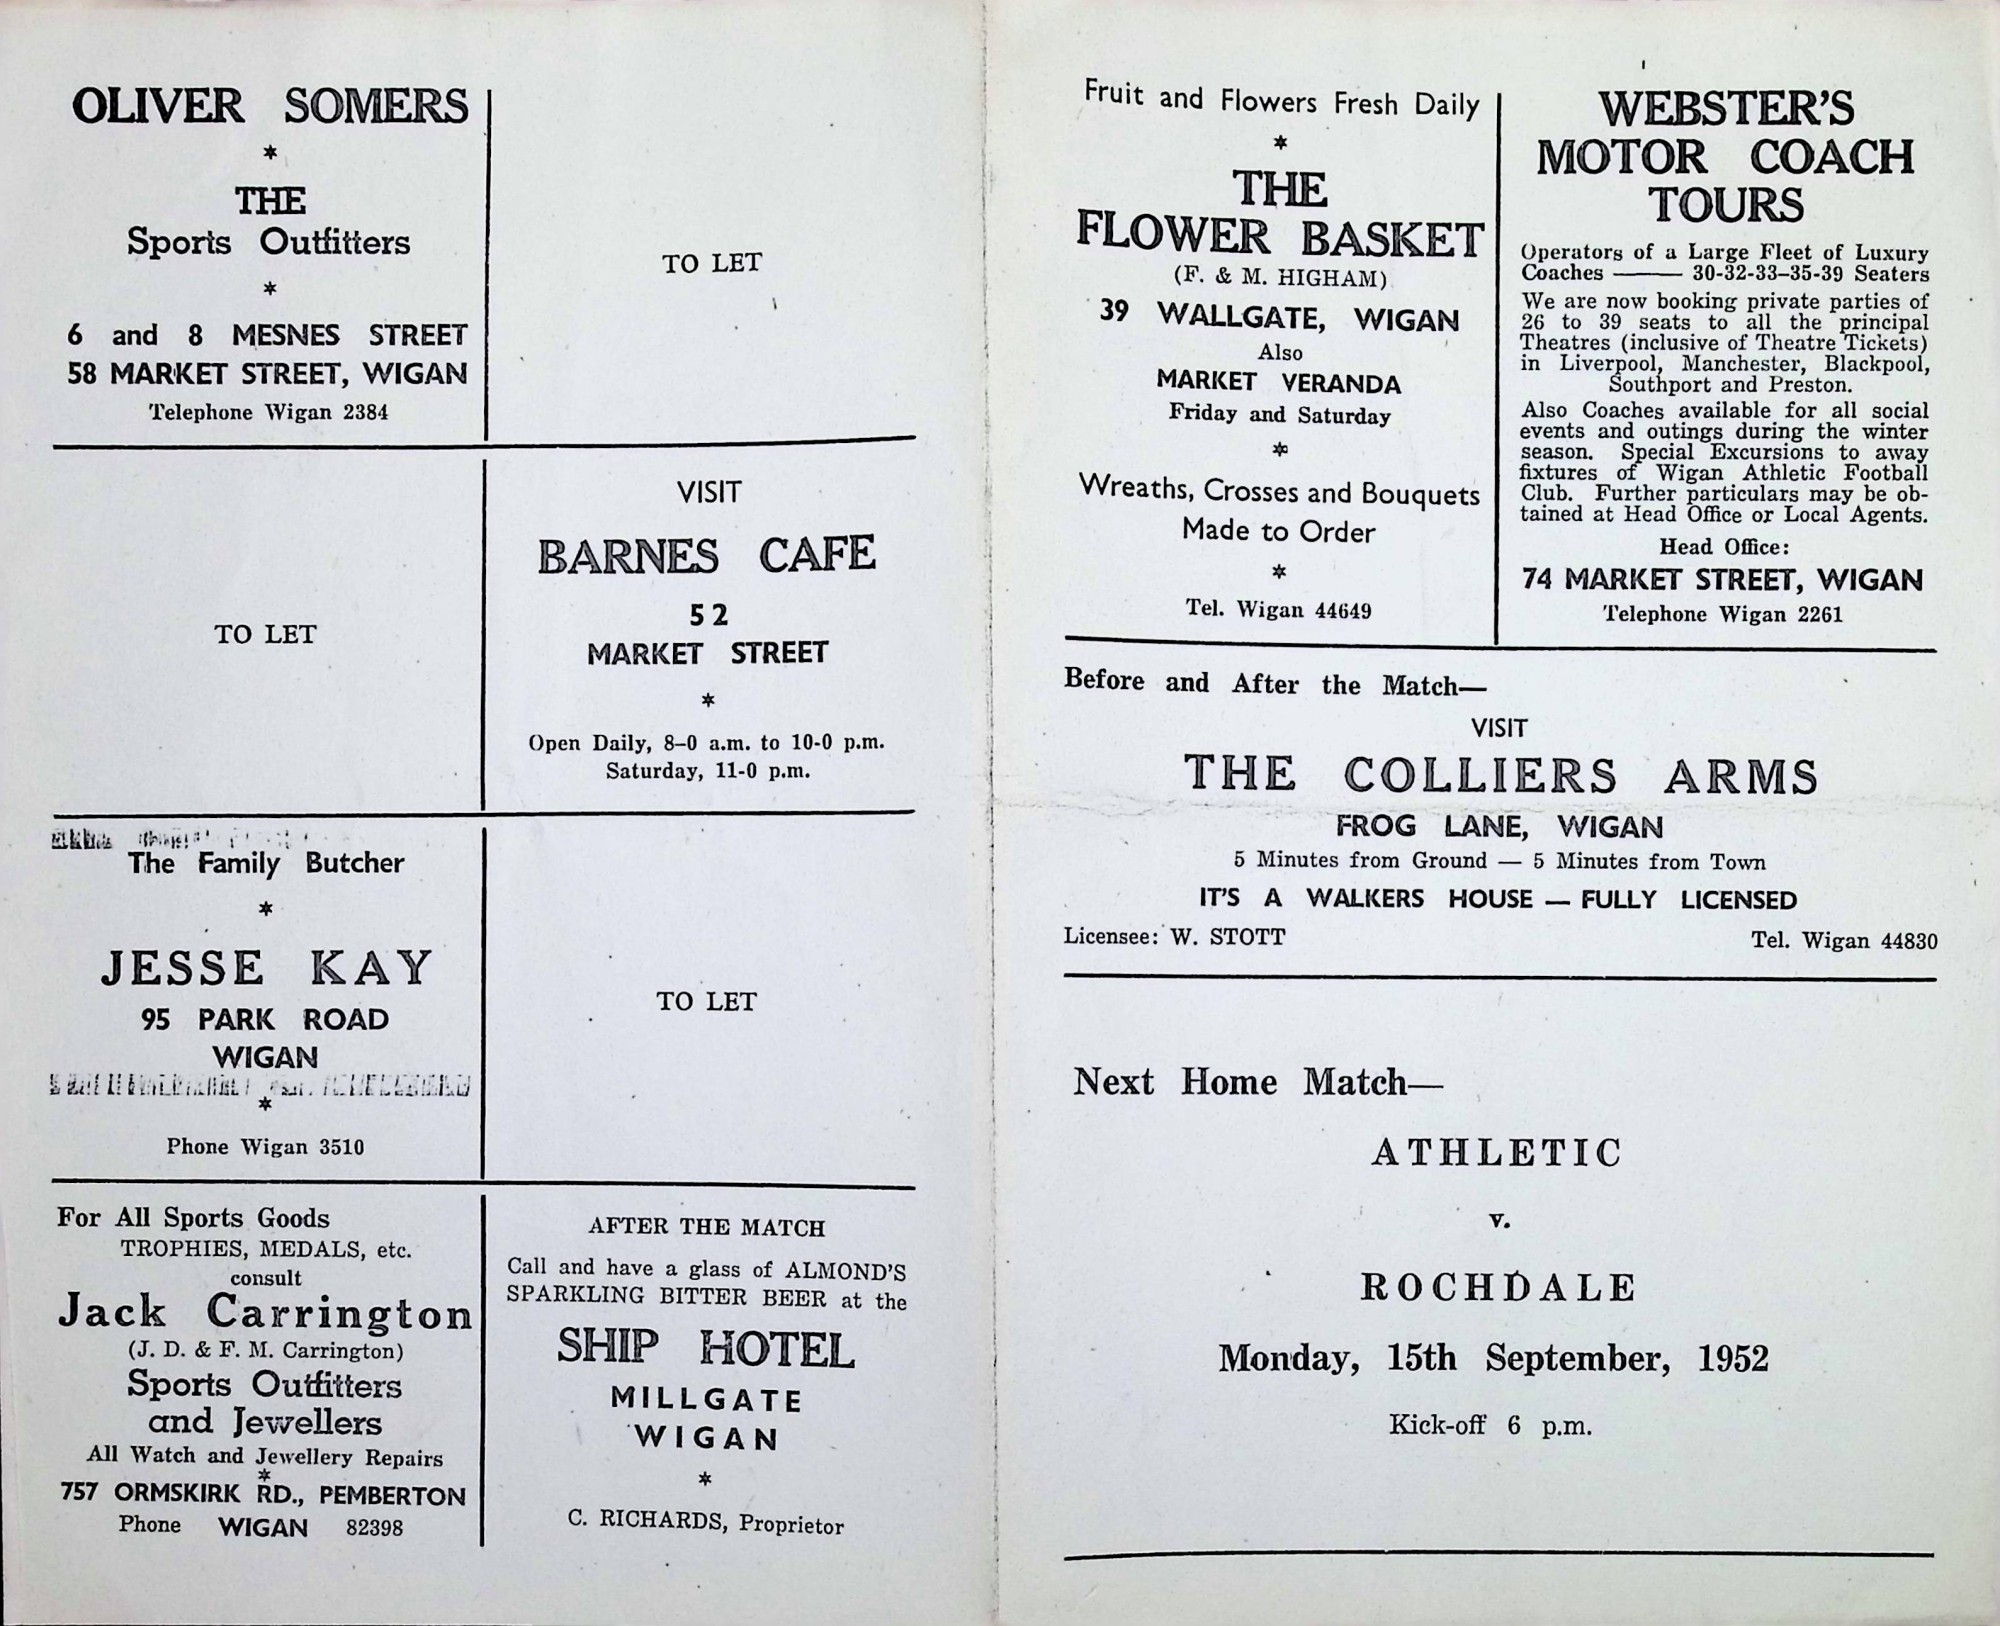 OLIVER SOMERS
*
THE
Sports Outfitters
*
6 and 8 MESNES STREET
58 MARKET STREET, WIGAN
Telephone Wigan 2384
TO LET
TO LET
VISIT
BARNES CAFE
52
MARKET STREET
*
Open Daily, 8-0 a.m. to 10-0 p.m.
Saturday, 11-0 p.m.
The Family Butcher
*
JESSE KAY
95 PARK ROAD
WIGAN
*
Phone Wigan 3510
TO LET
For All Sports Goods
TROPHIES, MEDALS, etc.
consult
Jack Carrington
(J. D. & F. M. Carrington)
Sports Outfitters
and Jewellers
All Watch and Jewellery Repairs
*
757 ORMSKIRK RD., PEMBERTON
Phone WIGAN 82398
AFTER THE MATCH
Call and have a glass of ALMOND'S
SPARKLING BITTER BEER at the
SHIP HOTEL
MILLGATE
WIGAN
*
C. RICHARDS, Proprietor
Fruit and Flowers Fresh Daily
*
THE
FLOWER BASKET
(F. & M. HIGHAM)
39 WALLGATE, WIGAN
Also
MARKET VERANDA
Friday and Saturday
*
Wreaths, Crosses and Bouquets
Made to Order
*
Tel. Wigan 44649
WEBSTER'S
MOTOR COACH
TOURS
Operators of a Large Fleet of Luxury
Coaches —— 30-32-33-35-39 Seaters
We are now booking private parties of
26 to 39 seats to all the principal
Theatres (inclusive of Theatre Tickets)
in Liverpool, Manchester, Blackpool,
Southport and Preston.
Also Coaches available for all social
events and outings during the winter
season. Special Excursions to away
fixtures of Wigan Athletic Football
Club. Further particulars may be ob-
tained at Head Office or Local Agents.
Head Office:
74 MARKET STREET, WIGAN
Telephone Wigan 2261
Before and After the Match—
VISIT
THE COLLIERS ARMS
FROG LANE, WIGAN
5 Minutes from Ground — 5 Minutes from Town
IT'S A WALKERS HOUSE — FULLY LICENSED
Licensee: W. STOTT Tel. Wigan 44830
Next Home Match—
ATHLETIC
v.
ROCHDALE
Monday, 15th September, 1952
Kick-off 6 p.m.